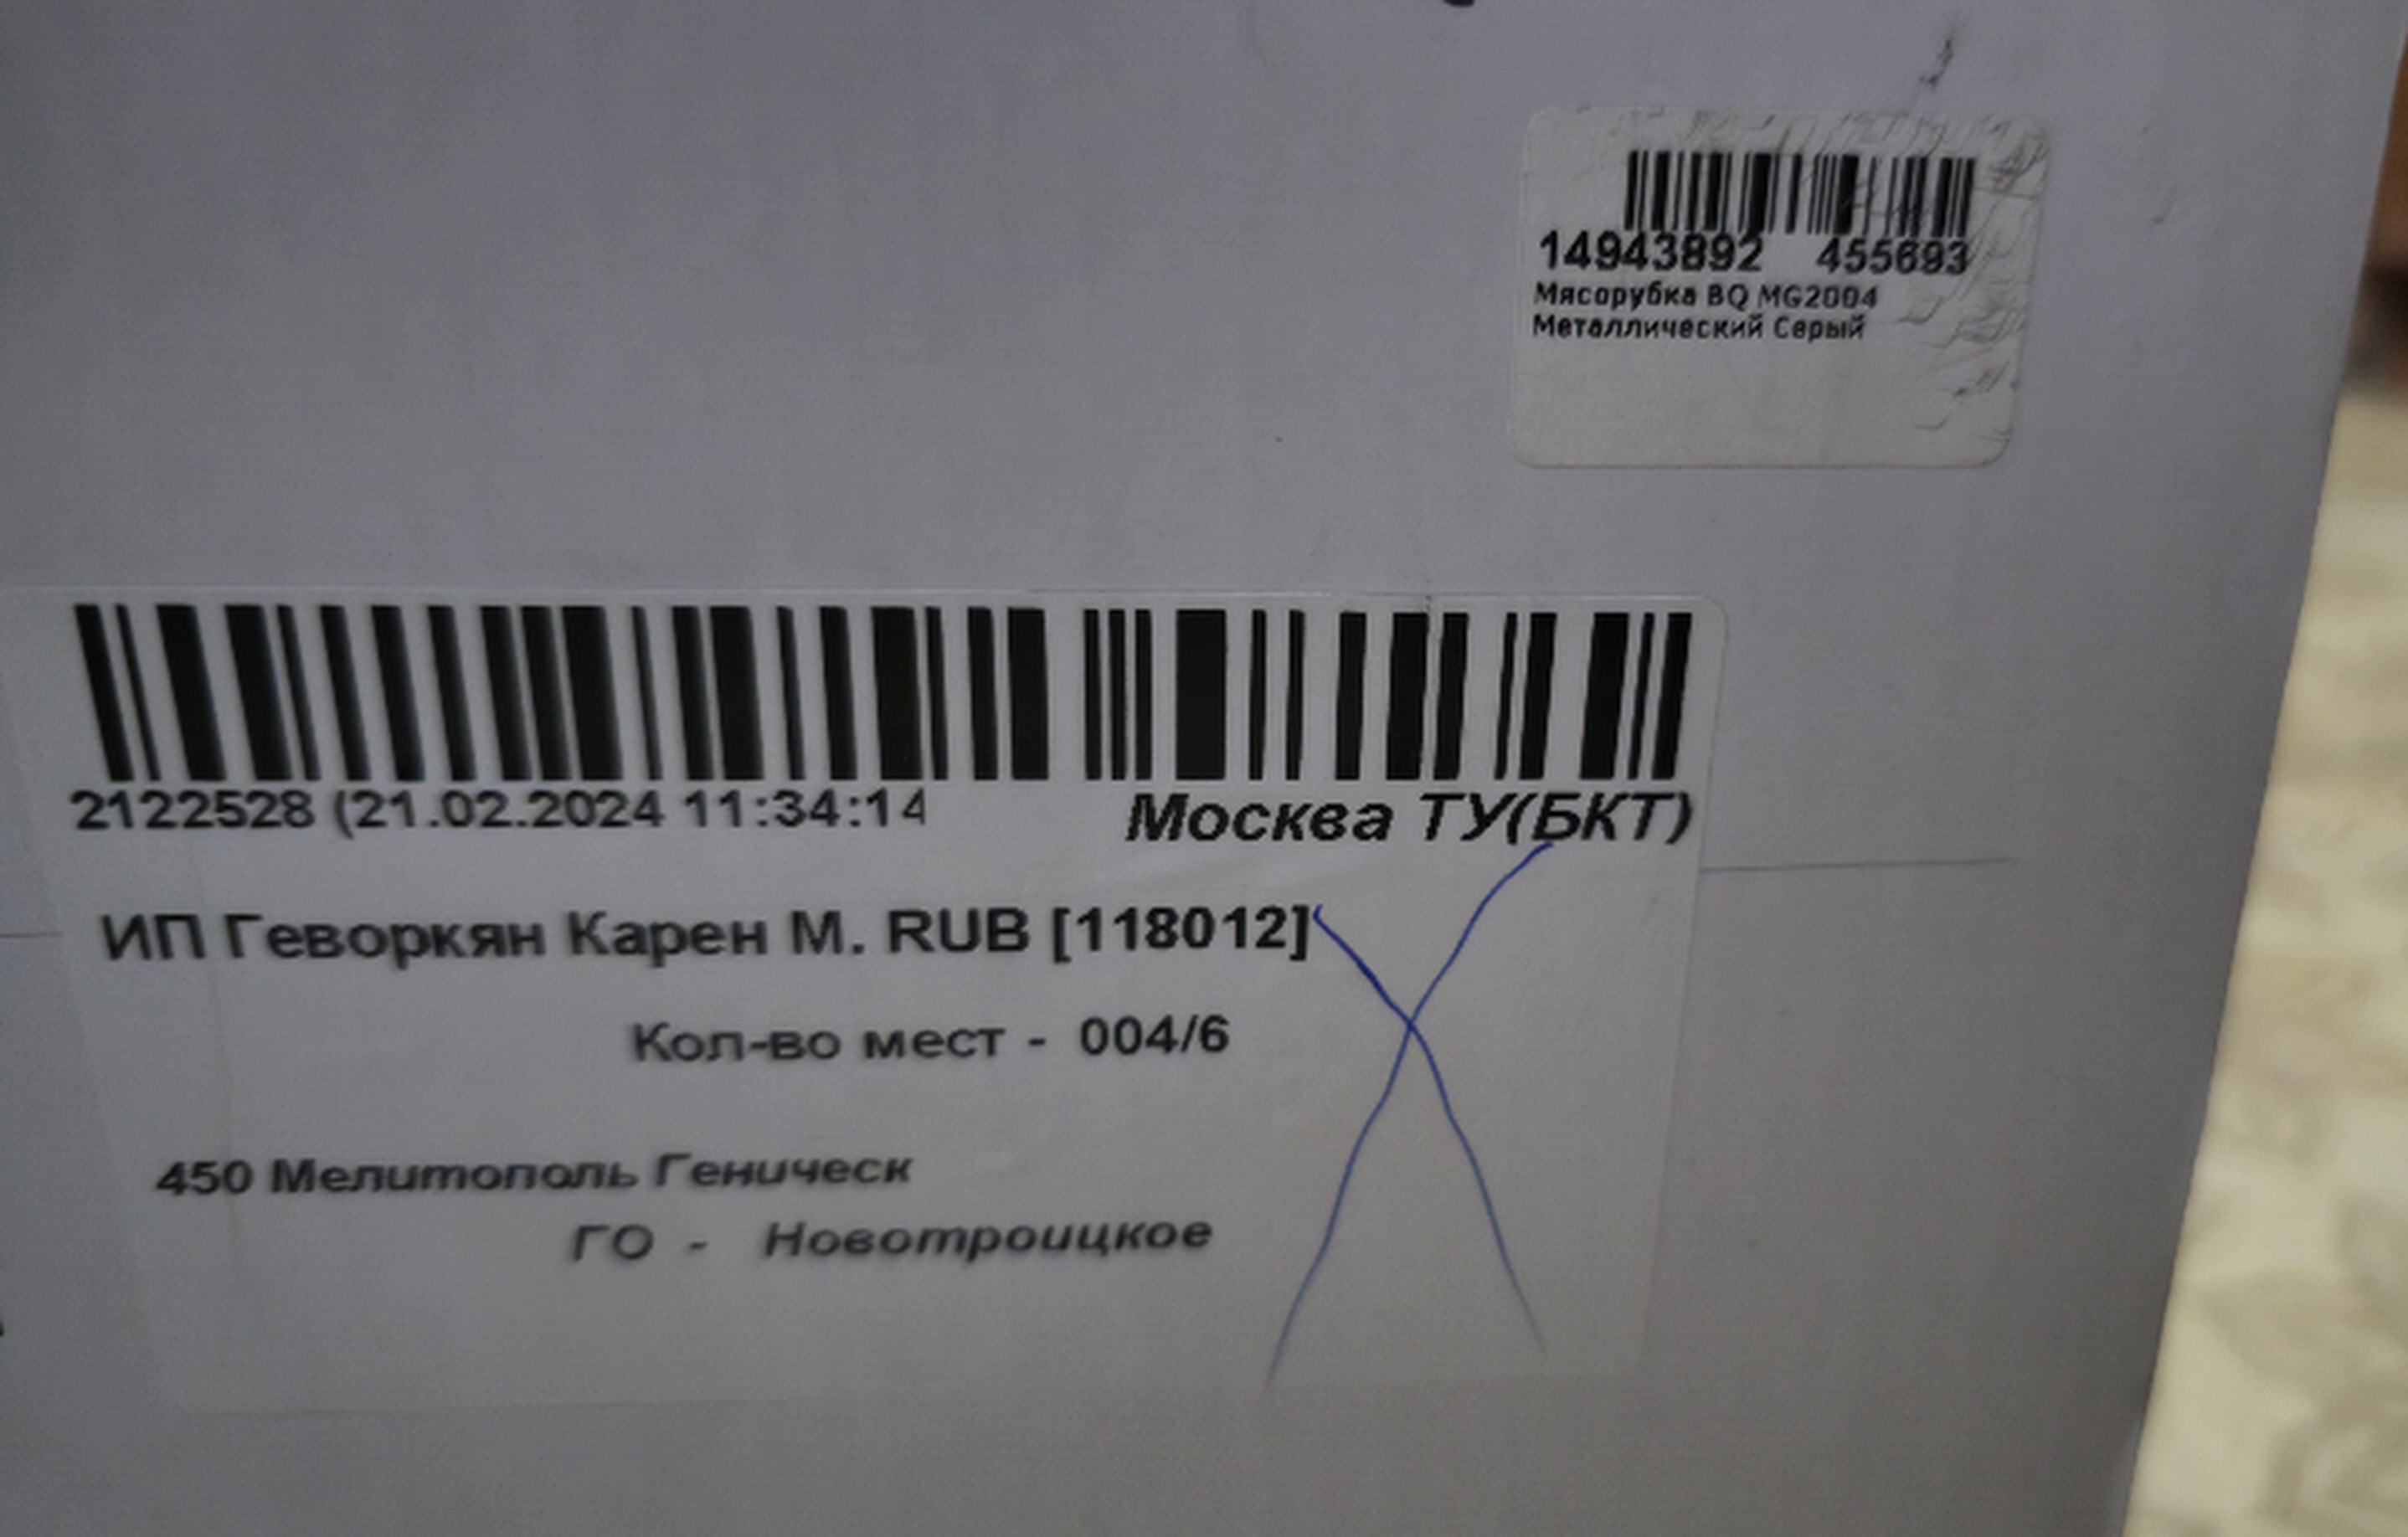 14943892 455693
Мясорубка BQ MG2004
Металлический Серый
2122528 (21.02.2024 11:34:14
Москва ТУ(БКТ)
ИП Геворкян Карен М. RUB [118012]
Кол-во мест - 004/6
450 Мелитополь Геническ
ГО - Новотроицкое